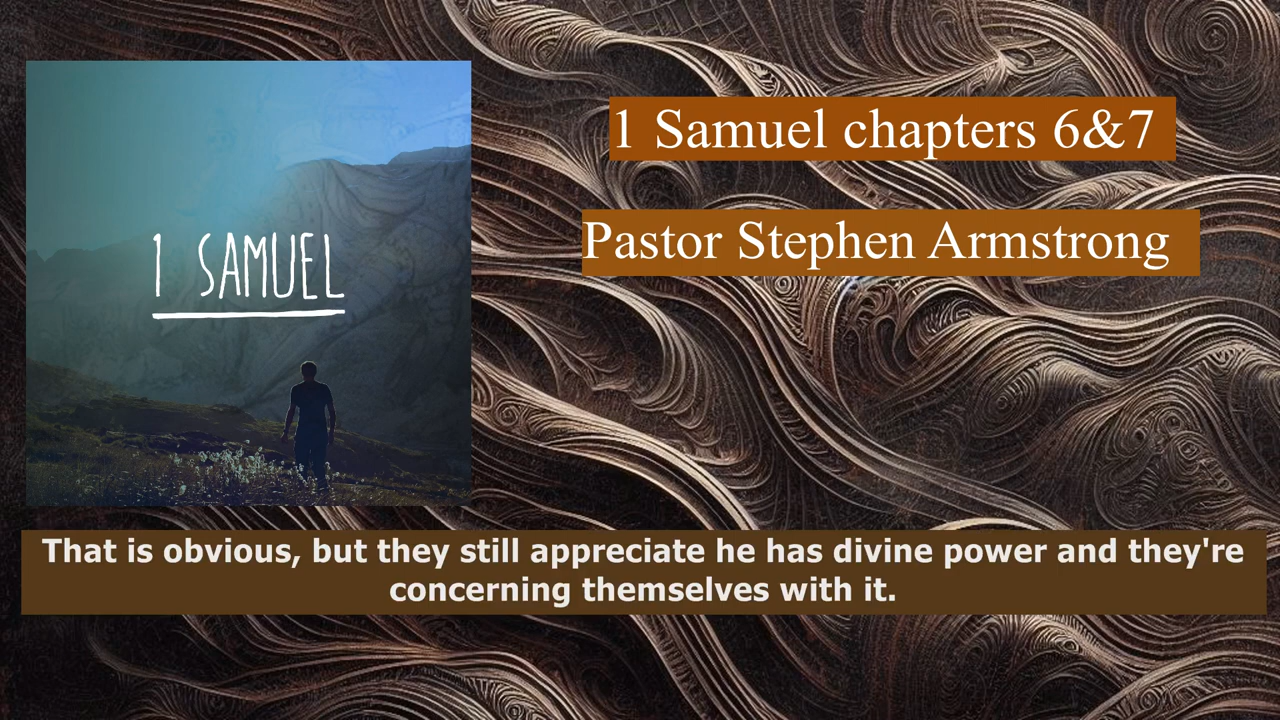 1 SAMUEL
1 Samuel chapters 6&7
Pastor Stephen Armstrong
That is obvious, but they still appreciate he has divine power and they're
concerning themselves with it.